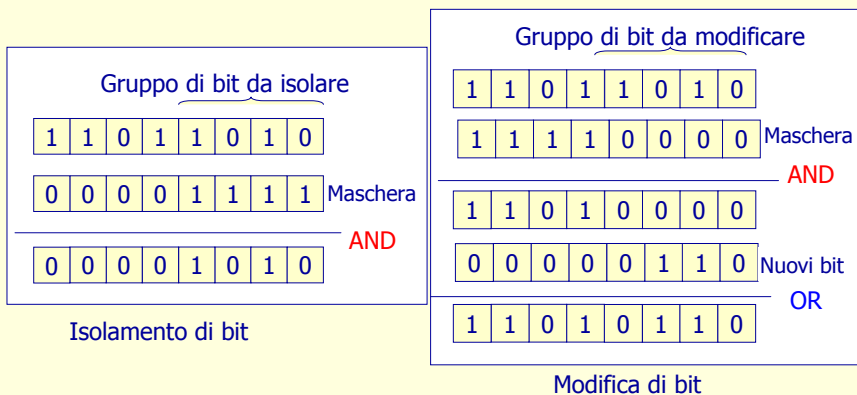 Gruppo di bit da isolare
1 1 0 1 1 0 1 0
0 0 0 0 1 1 1 1 Maschera
AND
0 0 0 0 1 0 1 0
Isolamento di bit
Gruppo di bit da modificare
1 1 0 1 1 0 1 0
1 1 1 1 0 0 0 0 Maschera
AND
1 1 0 1 0 0 0 0
0 0 0 0 0 1 1 0 Nuovi bit
OR
1 1 0 1 0 1 1 0
Modifica di bit